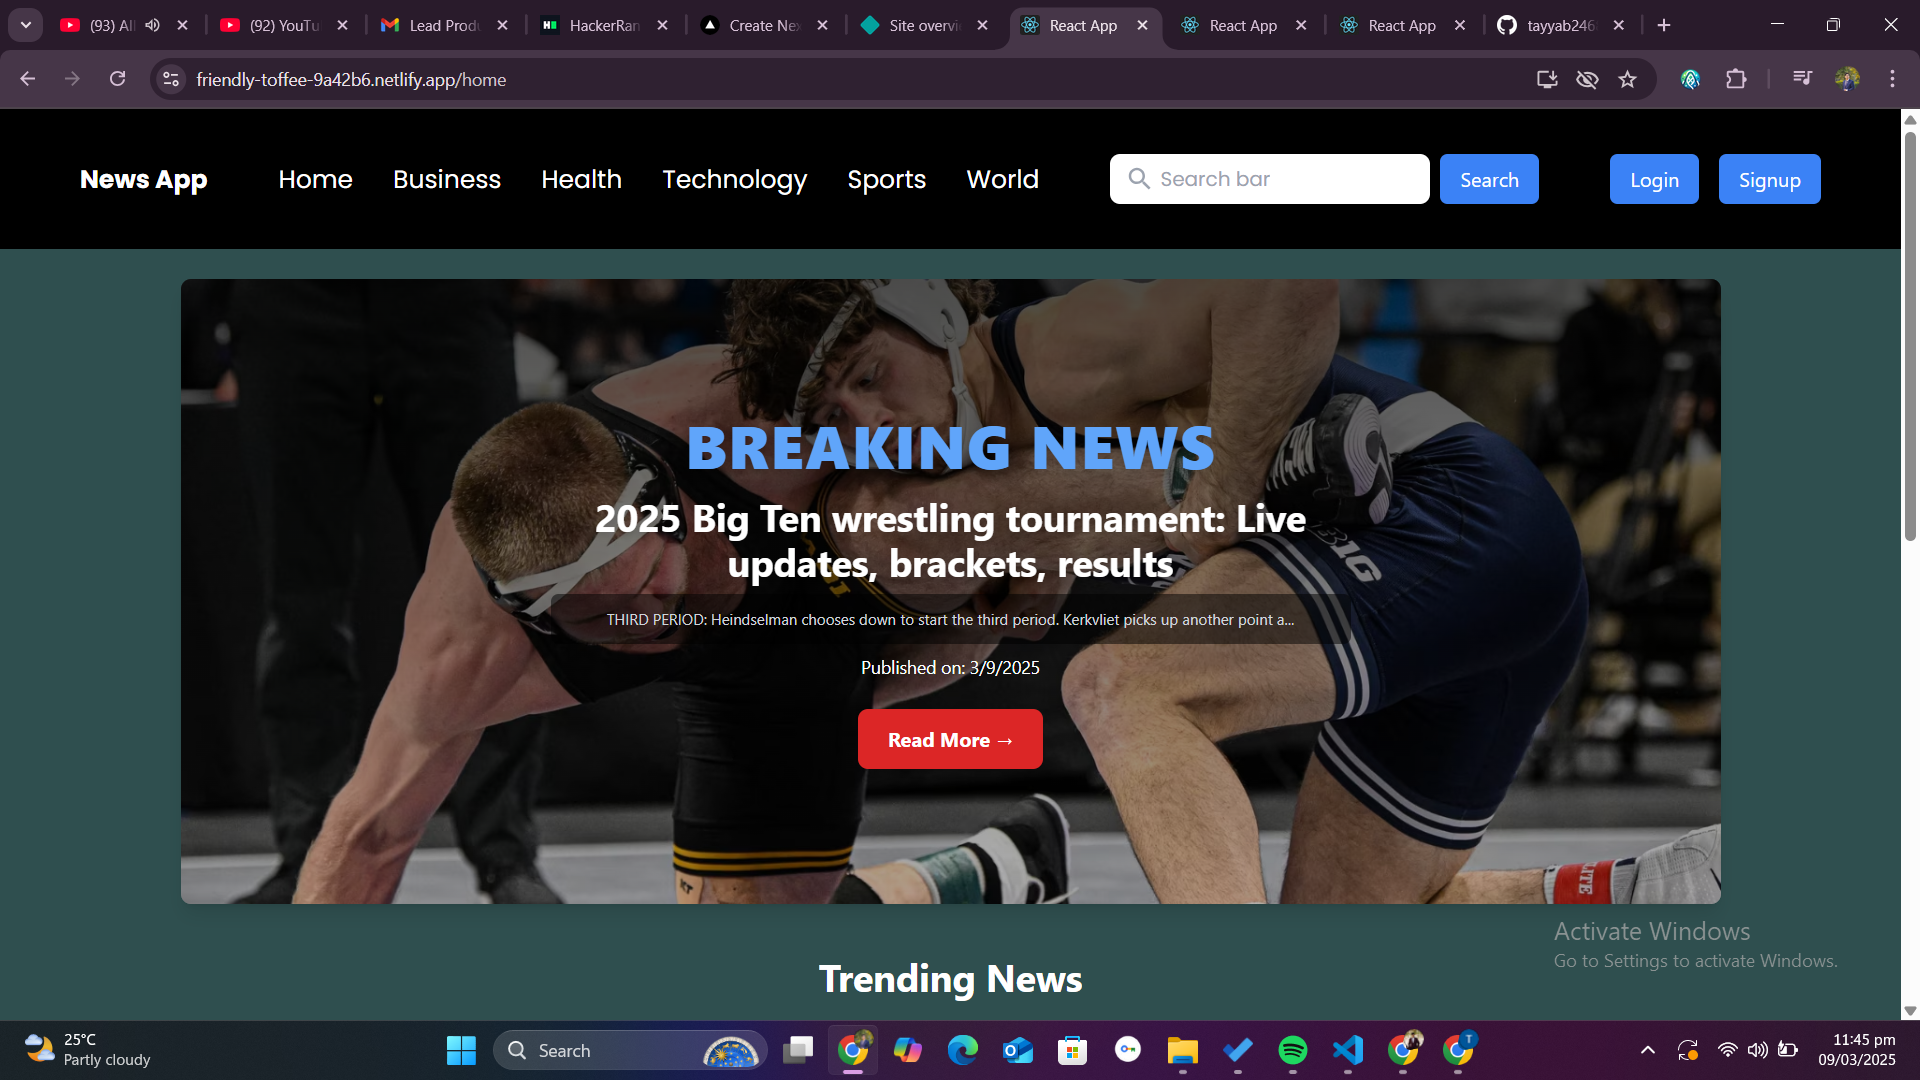 (93) Al
(92) YouTu
Lead Produ
HackerRan
Create Nex
Site overvi
React App
React App
React App
tayyab246
friendly-toffee-9a42b6.netlify.app/home
News App
Home
Business
Health
Technology
Sports
World
Search bar
Search
Login
Signup
BREAKING NEWS
2025 Big Ten wrestling tournament: Live
updates, brackets, results
THIRD PERIOD: Heindselman chooses down to start the third period. Kerkvliet picks up another point a...
Published on: 3/9/2025
Read More →
B1G
Trending News
Activate Windows
Go to Settings to activate Windows.
25°C
Partly cloudy
Search
11:45 pm
09/03/2025